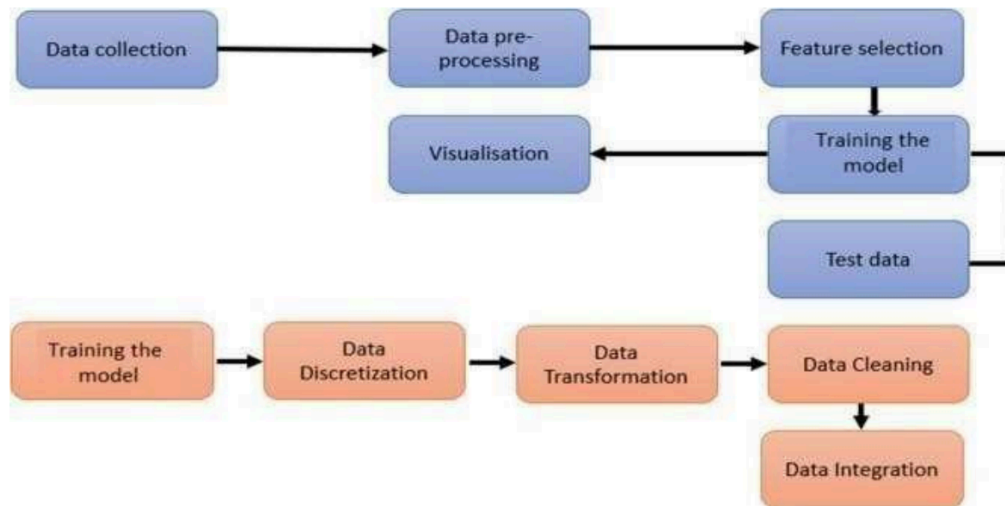 Data collection
Data pre-
processing
Feature selection
Visualisation
Training the
model
Test data
Training the
model
Data
Discretization
Data
Transformation
Data Cleaning
Data Integration